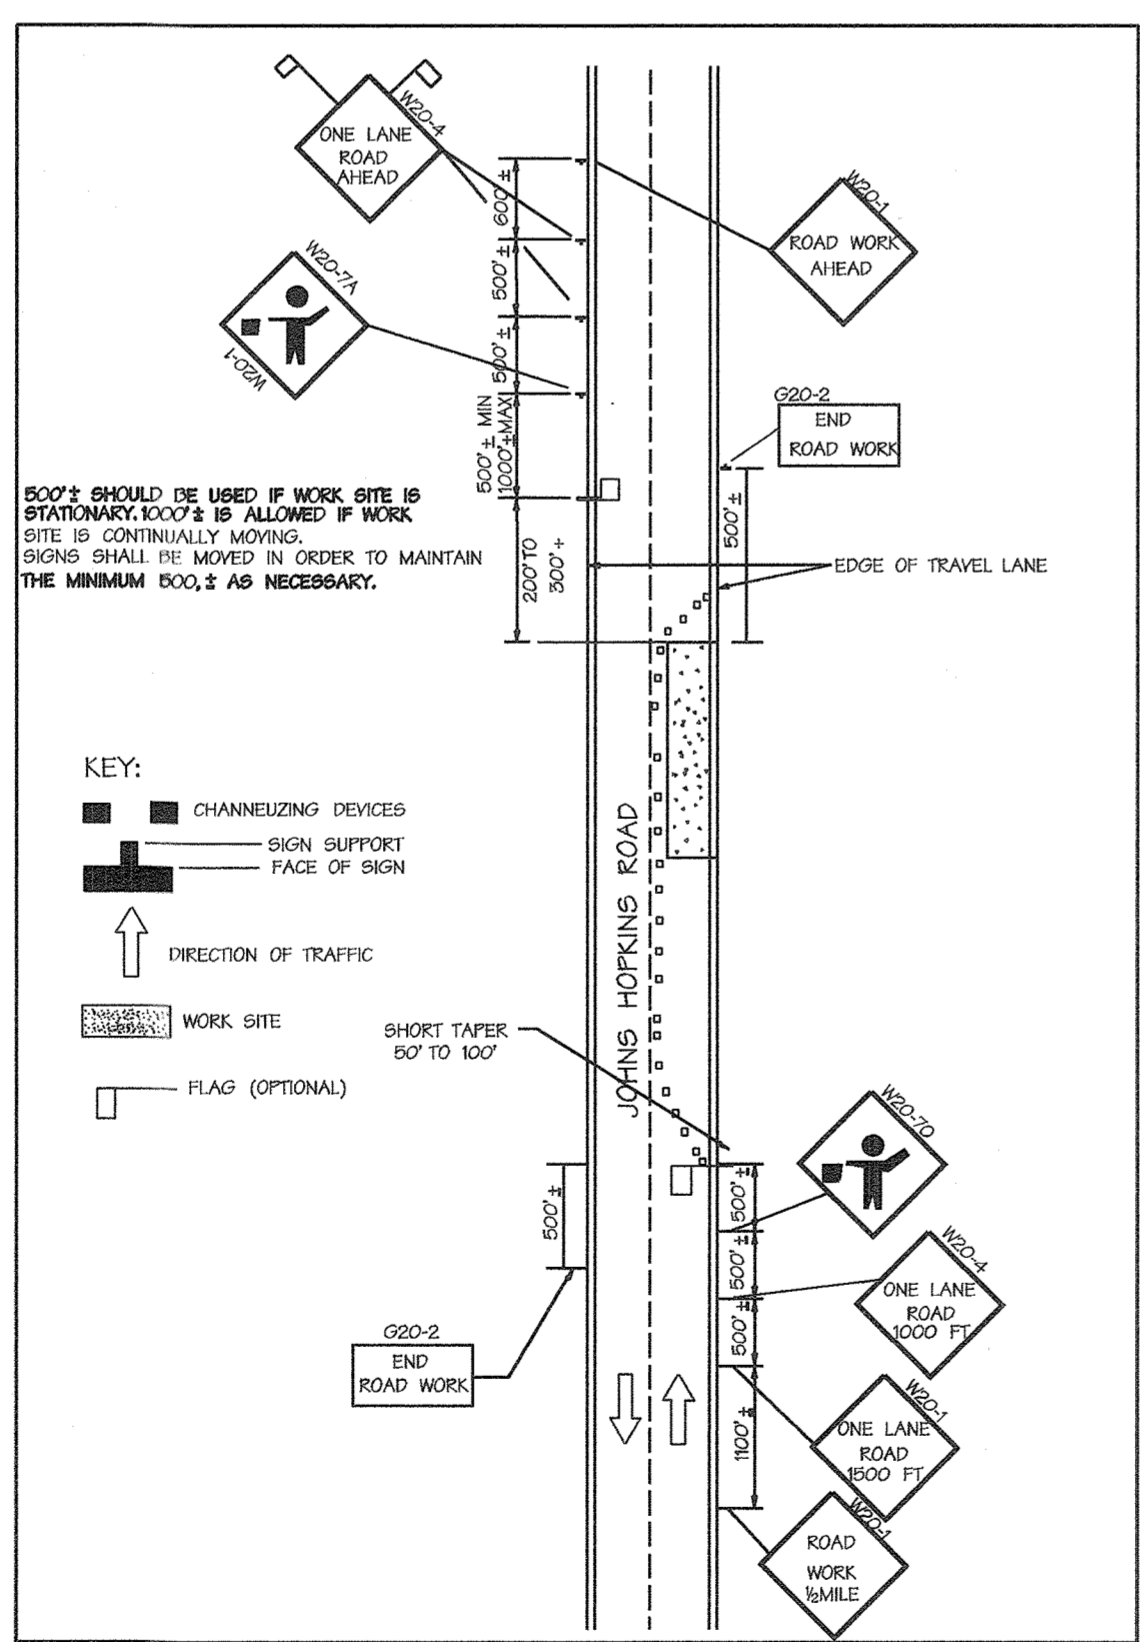 W20-4
ONE LANE
ROAD
AHEAD
600'±
W20-1
ROAD WORK
AHEAD
W20-7A
W20-1
500'±
500'±
500'± MIN
1000'±MAX
G20-2
END
ROAD WORK
500'± SHOULD BE USED IF WORK SITE IS
STATIONARY. 1000'± IS ALLOWED IF WORK
SITE IS CONTINUALLY MOVING.
SIGNS SHALL BE MOVED IN ORDER TO MAINTAIN
THE MINIMUM 500,± AS NECESSARY.
200'TO
300'+
500'±
EDGE OF TRAVEL LANE
KEY:
CHANNEUZING DEVICES
SIGN SUPPORT
FACE OF SIGN
DIRECTION OF TRAFFIC
WORK SITE
FLAG (OPTIONAL)
JOHNS HOPKINS ROAD
SHORT TAPER
50' TO 100'
W20-70
500'±
500'±
500'±
500'±
1100'±
W20-4
ONE LANE
ROAD
1000 FT
G20-2
END
ROAD WORK
W20-1
ONE LANE
ROAD
1500 FT
W20-1
ROAD
WORK
½MILE